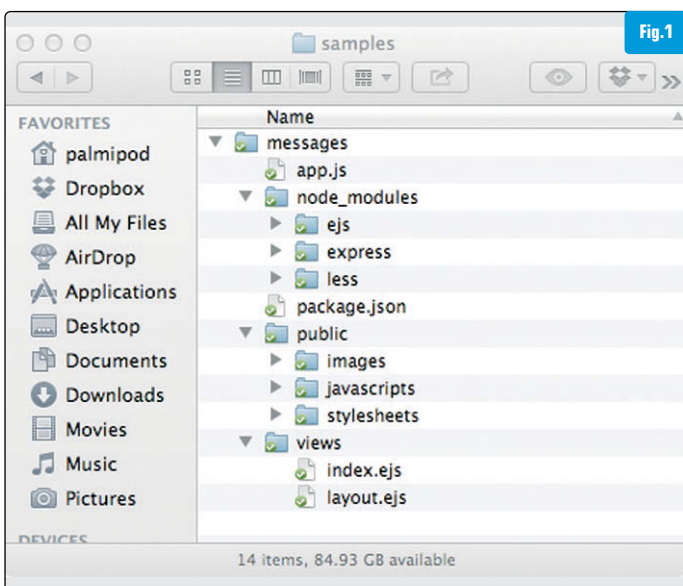 Fig.1
samples
FAVORITES
palmipod
Dropbox
All My Files
AirDrop
Applications
Desktop
Documents
Downloads
Movies
Music
Pictures
DEVICES
Name
messages
app.js
node_modules
ejs
express
less
package.json
public
images
javascripts
stylesheets
views
index.ejs
layout.ejs
14 items, 84.93 GB available